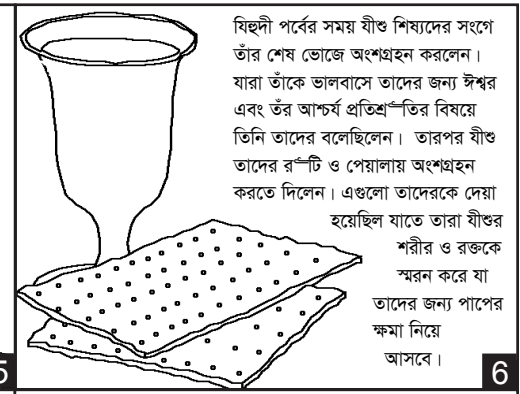 যিহুদী পর্বের সময় যীশু শিষ্যদের সংগে
তাঁর শেষ ভোজে অংশগ্রহন করলেন।
যারা তাঁকে ভালবাসে তাদের জন্য ঈশ্বর
এবং তঁর আশ্চর্য প্রতিশ্রুতির বিষয়ে
তিনি তাদের বলেছিলেন। তারপর যীশু
তাদের রুটি ও পেয়ালায় অংশগ্রহন
করতে দিলেন। এগুলো তাদেরকে দেয়া
হয়েছিল যাতে তারা যীশুর
শরীর ও রক্তকে
স্মরন করে যা
তাদের জন্য পাপের
ক্ষমা নিয়ে
আসবে।
5
6